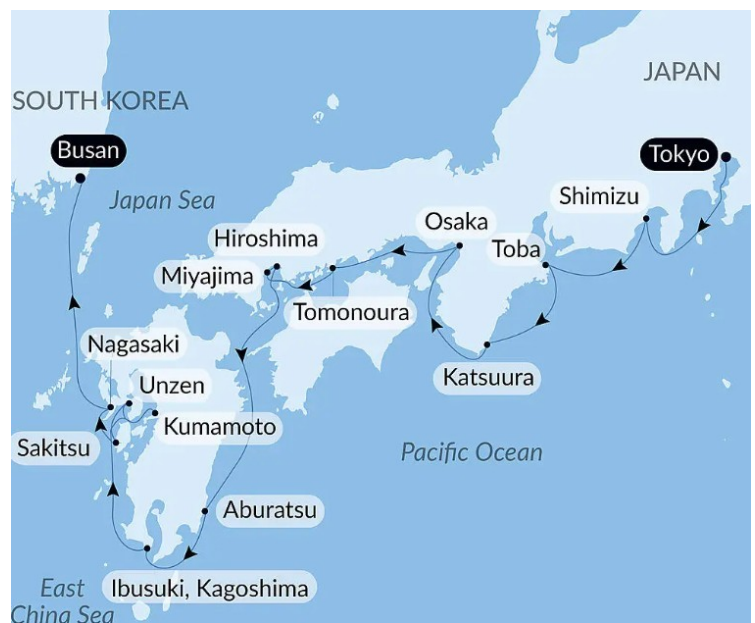 JAPAN
SOUTH KOREA
Busan
Tokyo
Japan Sea
Shimizu
Osaka
Hiroshima
Toba
Miyajima
Tomonoura
Nagasaki
Katsuura
Unzen
Kumamoto
Sakitsu
Pacific Ocean
Aburatsu
Ibusuki, Kagoshima
East
China Sea